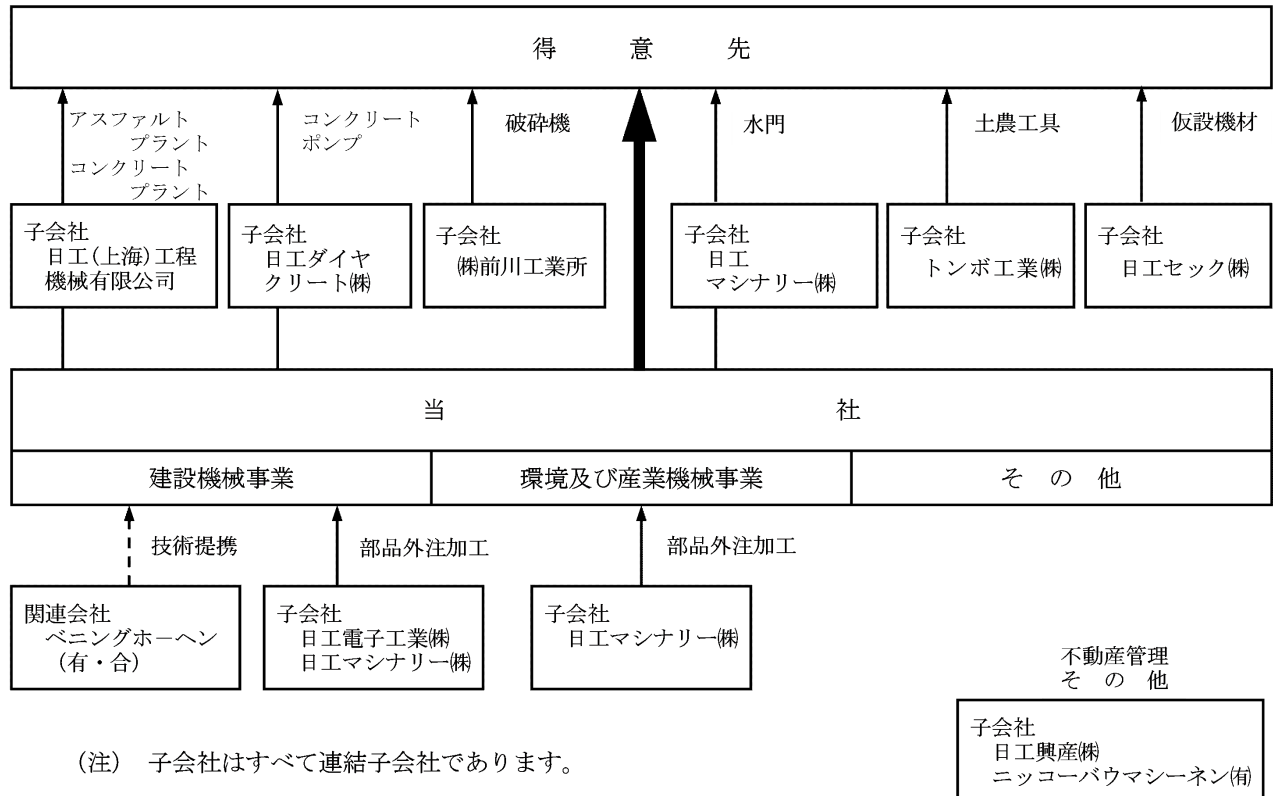 得意先
アスファルト
プラント
コンクリート
プラント
コンクリート
ポンプ
破砕機
水門
土農工具
仮設機材
子会社
日工(上海)工程
機械有限公司
子会社
日工ダイヤ
クリート㈱
子会社
㈱前川工業所
子会社
日工
マシナリー㈱
子会社
トンボ工業㈱
子会社
日工セック㈱
当社
建設機械事業
環境及び産業機械事業
その他
技術提携
部品外注加工
部品外注加工
関連会社
ベニングホーヘン
(有・合)
子会社
日工電子工業㈱
日工マシナリー㈱
子会社
日工マシナリー㈱
不動産管理
その他
子会社
日工興産㈱
ニッコーバウマシーネン㈲
(注) 子会社はすべて連結子会社であります。